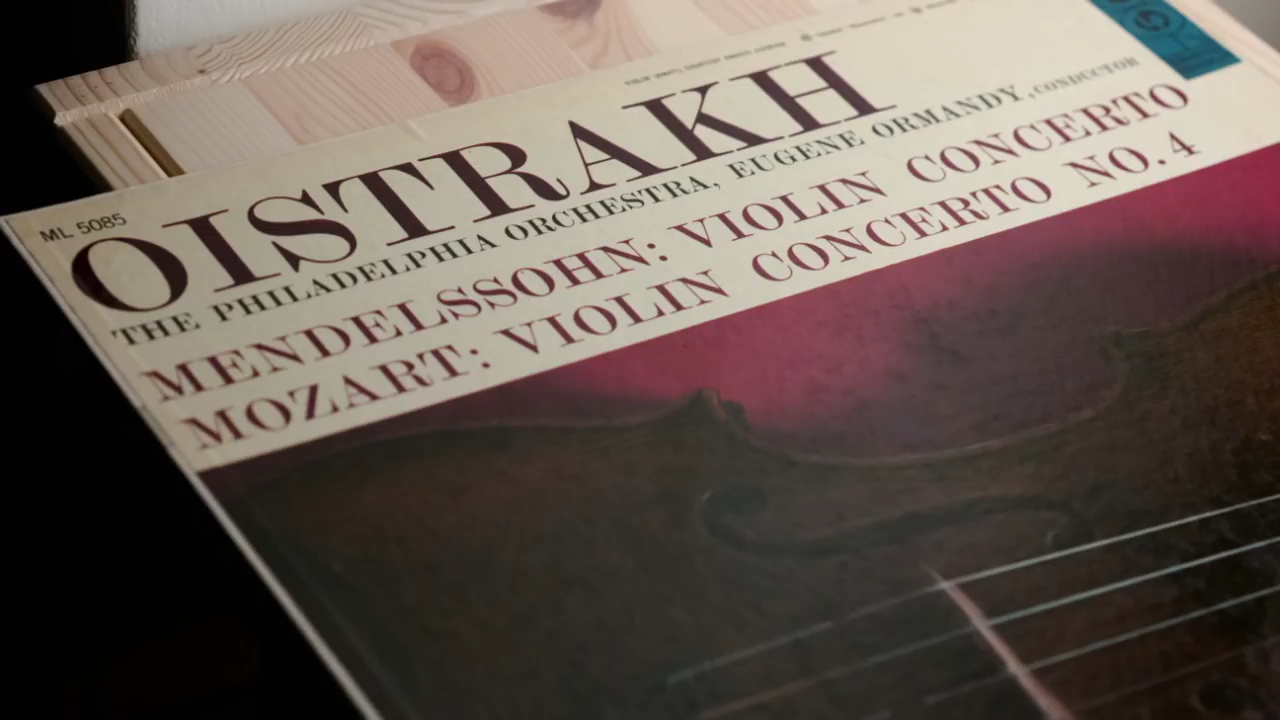 ML 5085
OISTRAKH
THE PHILADELPHIA ORCHESTRA, EUGENE ORMANDY, CONDUCTOR
MENDELSSOHN: VIOLIN CONCERTO
MOZART: VIOLIN CONCERTO NO. 4